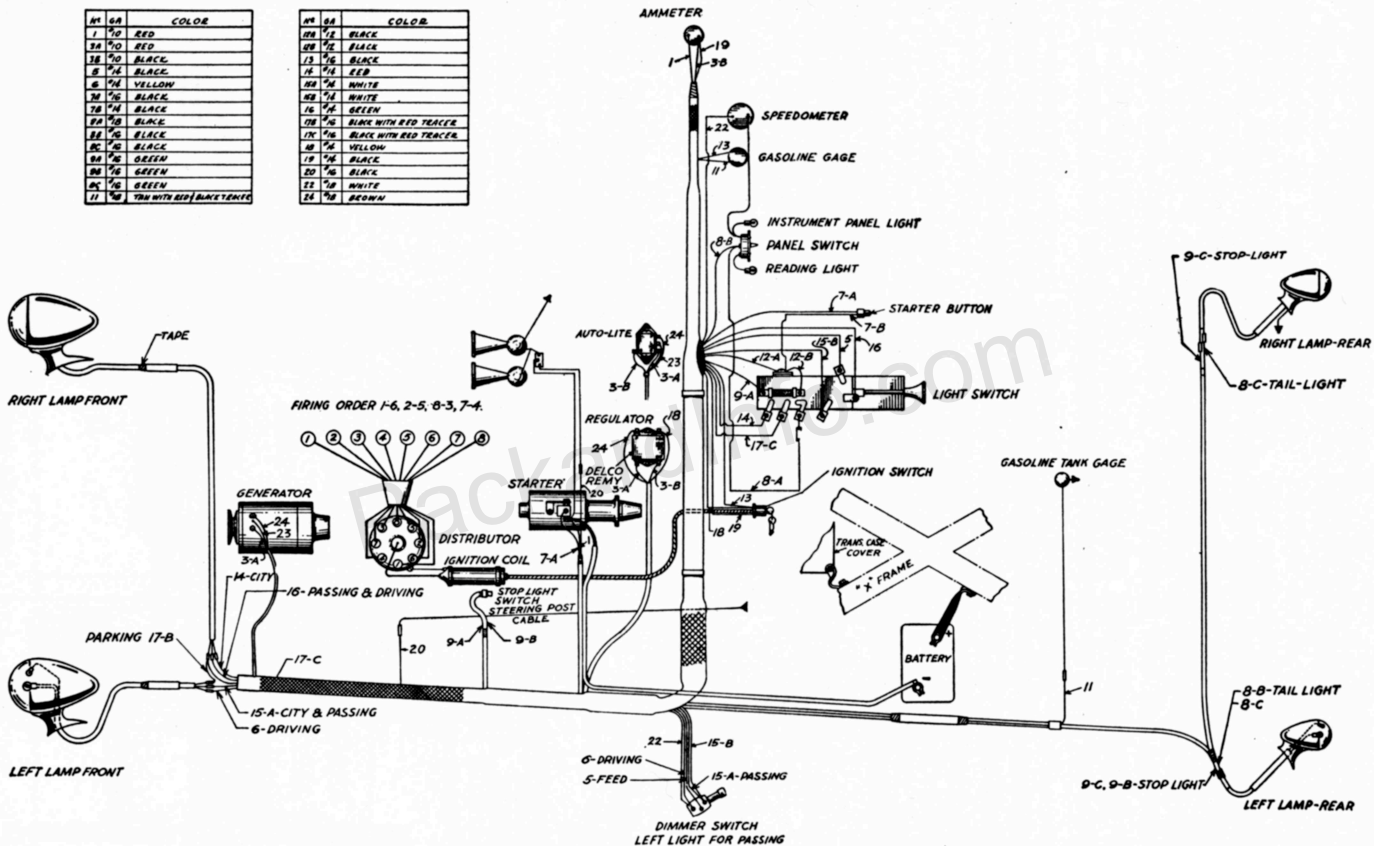 Nº GA COLOR
1 #10 RED
3A #10 RED
3B #10 BLACK
5 #14 BLACK
6 #14 YELLOW
7A #16 BLACK
7B #14 BLACK
8A #18 BLACK
8B #16 BLACK
8C #16 BLACK
9A #16 GREEN
9B #16 GREEN
9C #16 GREEN
11 #18 TAN WITH RED & BLACK TRACER
Nº GA COLOR
12A #12 BLACK
12B #12 BLACK
13 #16 BLACK
14 #14 RED
15A #14 WHITE
15B #14 WHITE
16 #14 GREEN
17B #16 BLACK WITH RED TRACER
17C #16 BLACK WITH RED TRACER
18 #14 YELLOW
19 #14 BLACK
20 #16 BLACK
22 #18 WHITE
24 #18 BROWN
AMMETER
1
19
3-B
SPEEDOMETER
22
13
GASOLINE GAGE
11
INSTRUMENT PANEL LIGHT
8-B
PANEL SWITCH
READING LIGHT
9-C-STOP-LIGHT
7-A
STARTER BUTTON
7-B
RIGHT LAMP-REAR
TAPE
AUTO-LITE
24
23
3-B
3-A
15-B
5
16
12-A
12-B
9-A
8-C-TAIL-LIGHT
RIGHT LAMP FRONT
LIGHT SWITCH
FIRING ORDER 1-6, 2-5, 8-3, 7-4.
REGULATOR
18
14
17-C
1 2 3 4 5 6 7 8
24
DELCO REMY
3-A
3-B
GASOLINE TANK GAGE
IGNITION SWITCH
8-A
GENERATOR
24
23
3-A
STARTER
20
13
18
19
DISTRIBUTOR
IGNITION COIL
7-A
1
TRANS. CASE
COVER
"X" FRAME
14-CITY
16-PASSING & DRIVING
STOP LIGHT
SWITCH
STEERING POST
CABLE
PARKING 17-B
9-A
9-B
20
17-C
BATTERY
+
-
11
8-B-TAIL LIGHT
8-C
15-A-CITY & PASSING
6-DRIVING
22
15-B
LEFT LAMP FRONT
6-DRIVING
5-FEED
15-A-PASSING
9-C, 9-B-STOP LIGHT
LEFT LAMP-REAR
DIMMER SWITCH
LEFT LIGHT FOR PASSING
PackardInfo.com